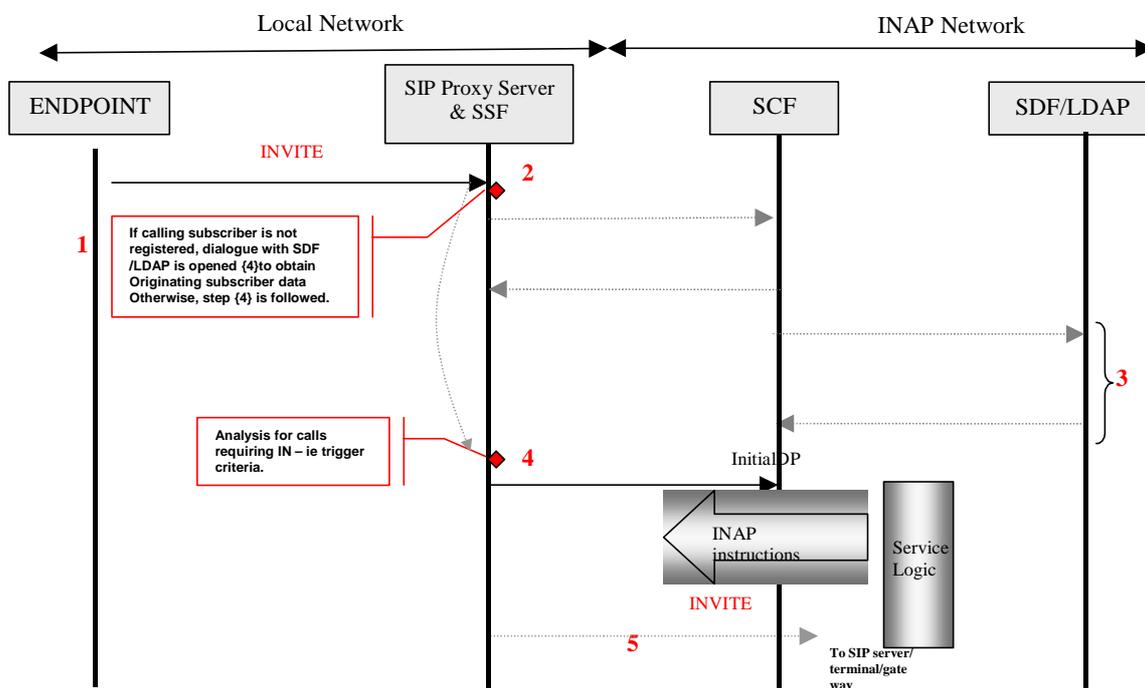 Local Network
INAP Network
ENDPOINT
SIP Proxy Server
& SSF
SCF
SDF/LDAP
INVITE
2
1
If calling subscriber is not
registered, dialogue with SDF
/LDAP is opened {4}to obtain
Originating subscriber data
Otherwise, step {4} is followed.
3
Analysis for calls
requiring IN – ie trigger
criteria.
4
InitialDP
INAP
instructions
Service
Logic
INVITE
5
To SIP server/
terminal/gate
way